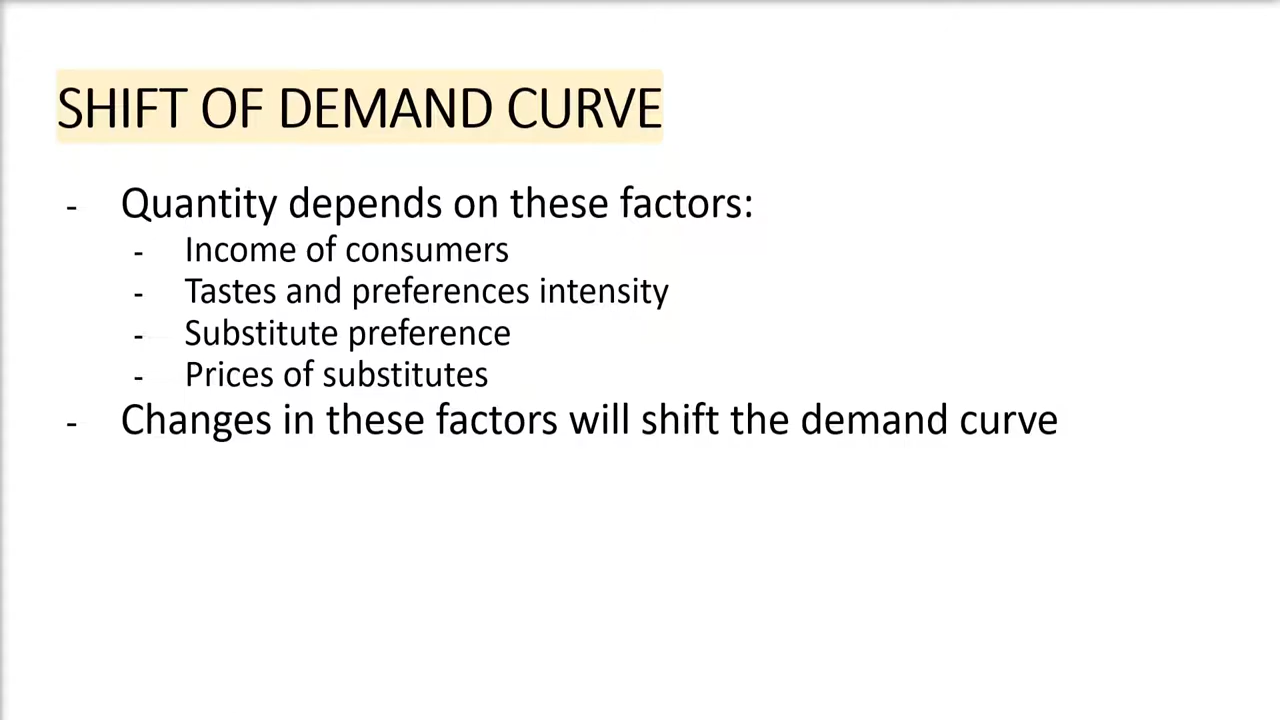 SHIFT OF DEMAND CURVE
- Quantity depends on these factors:
- Income of consumers
- Tastes and preferences intensity
- Substitute preference
- Prices of substitutes
- Changes in these factors will shift the demand curve